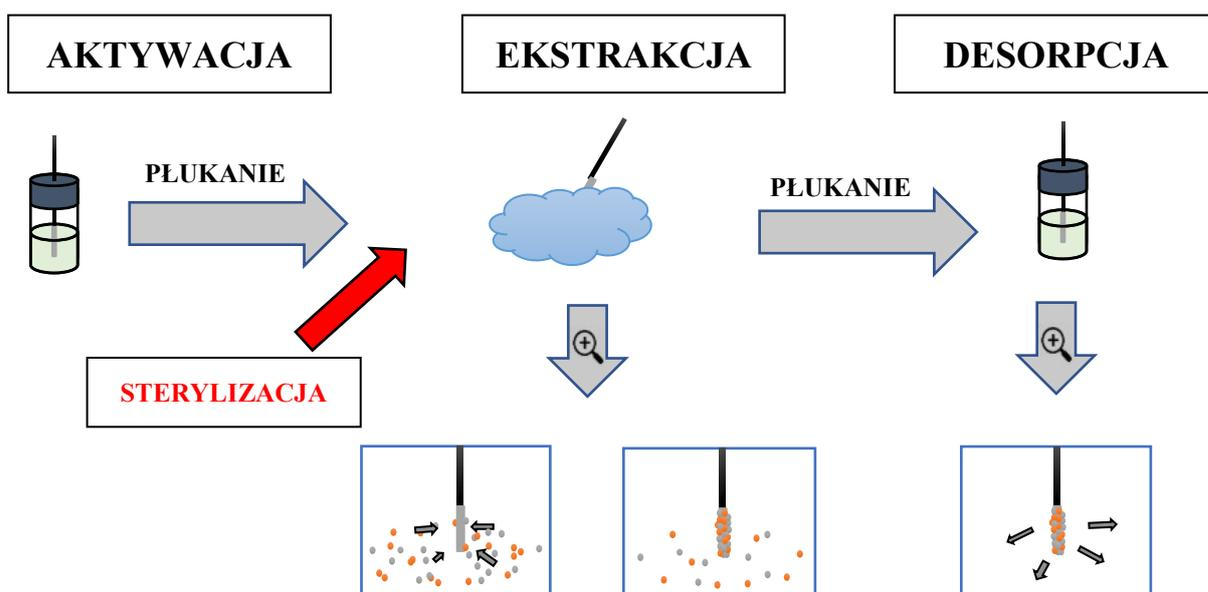 AKTYWACJA
EKSTRAKCJA
DESORPCJA
PŁUKANIE
PŁUKANIE
STERYLIZACJA